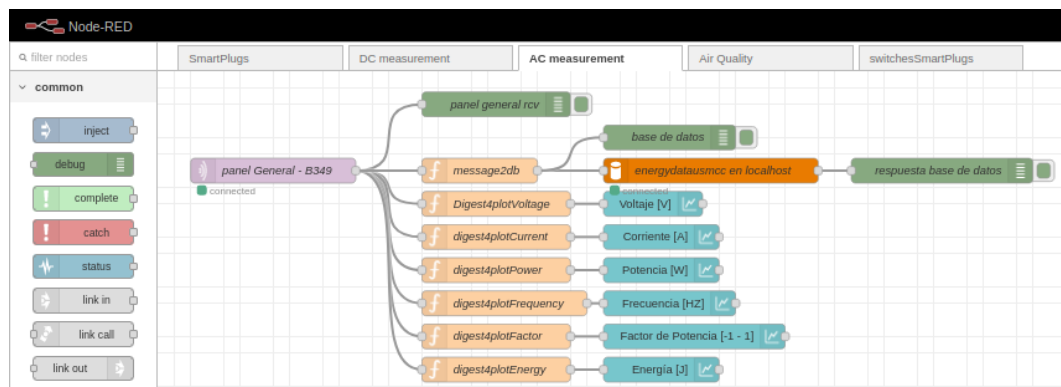 Node-RED
filter nodes
SmartPlugs
DC measurement
AC measurement
Air Quality
switchesSmartPlugs
common
inject
debug
complete
catch
status
link in
link call
link out
panel General - B349
connected
panel general rcv
message2db
base de datos
energydatausmcc en localhost
connected
respuesta base de datos
Digest4plotVoltage
Voltaje [V]
digest4plotCurrent
Corriente [A]
digest4plotPower
Potencia [W]
digest4plotFrequency
Frecuencia [HZ]
digest4plotFactor
Factor de Potencia [-1 - 1]
digest4plotEnergy
Energía [J]